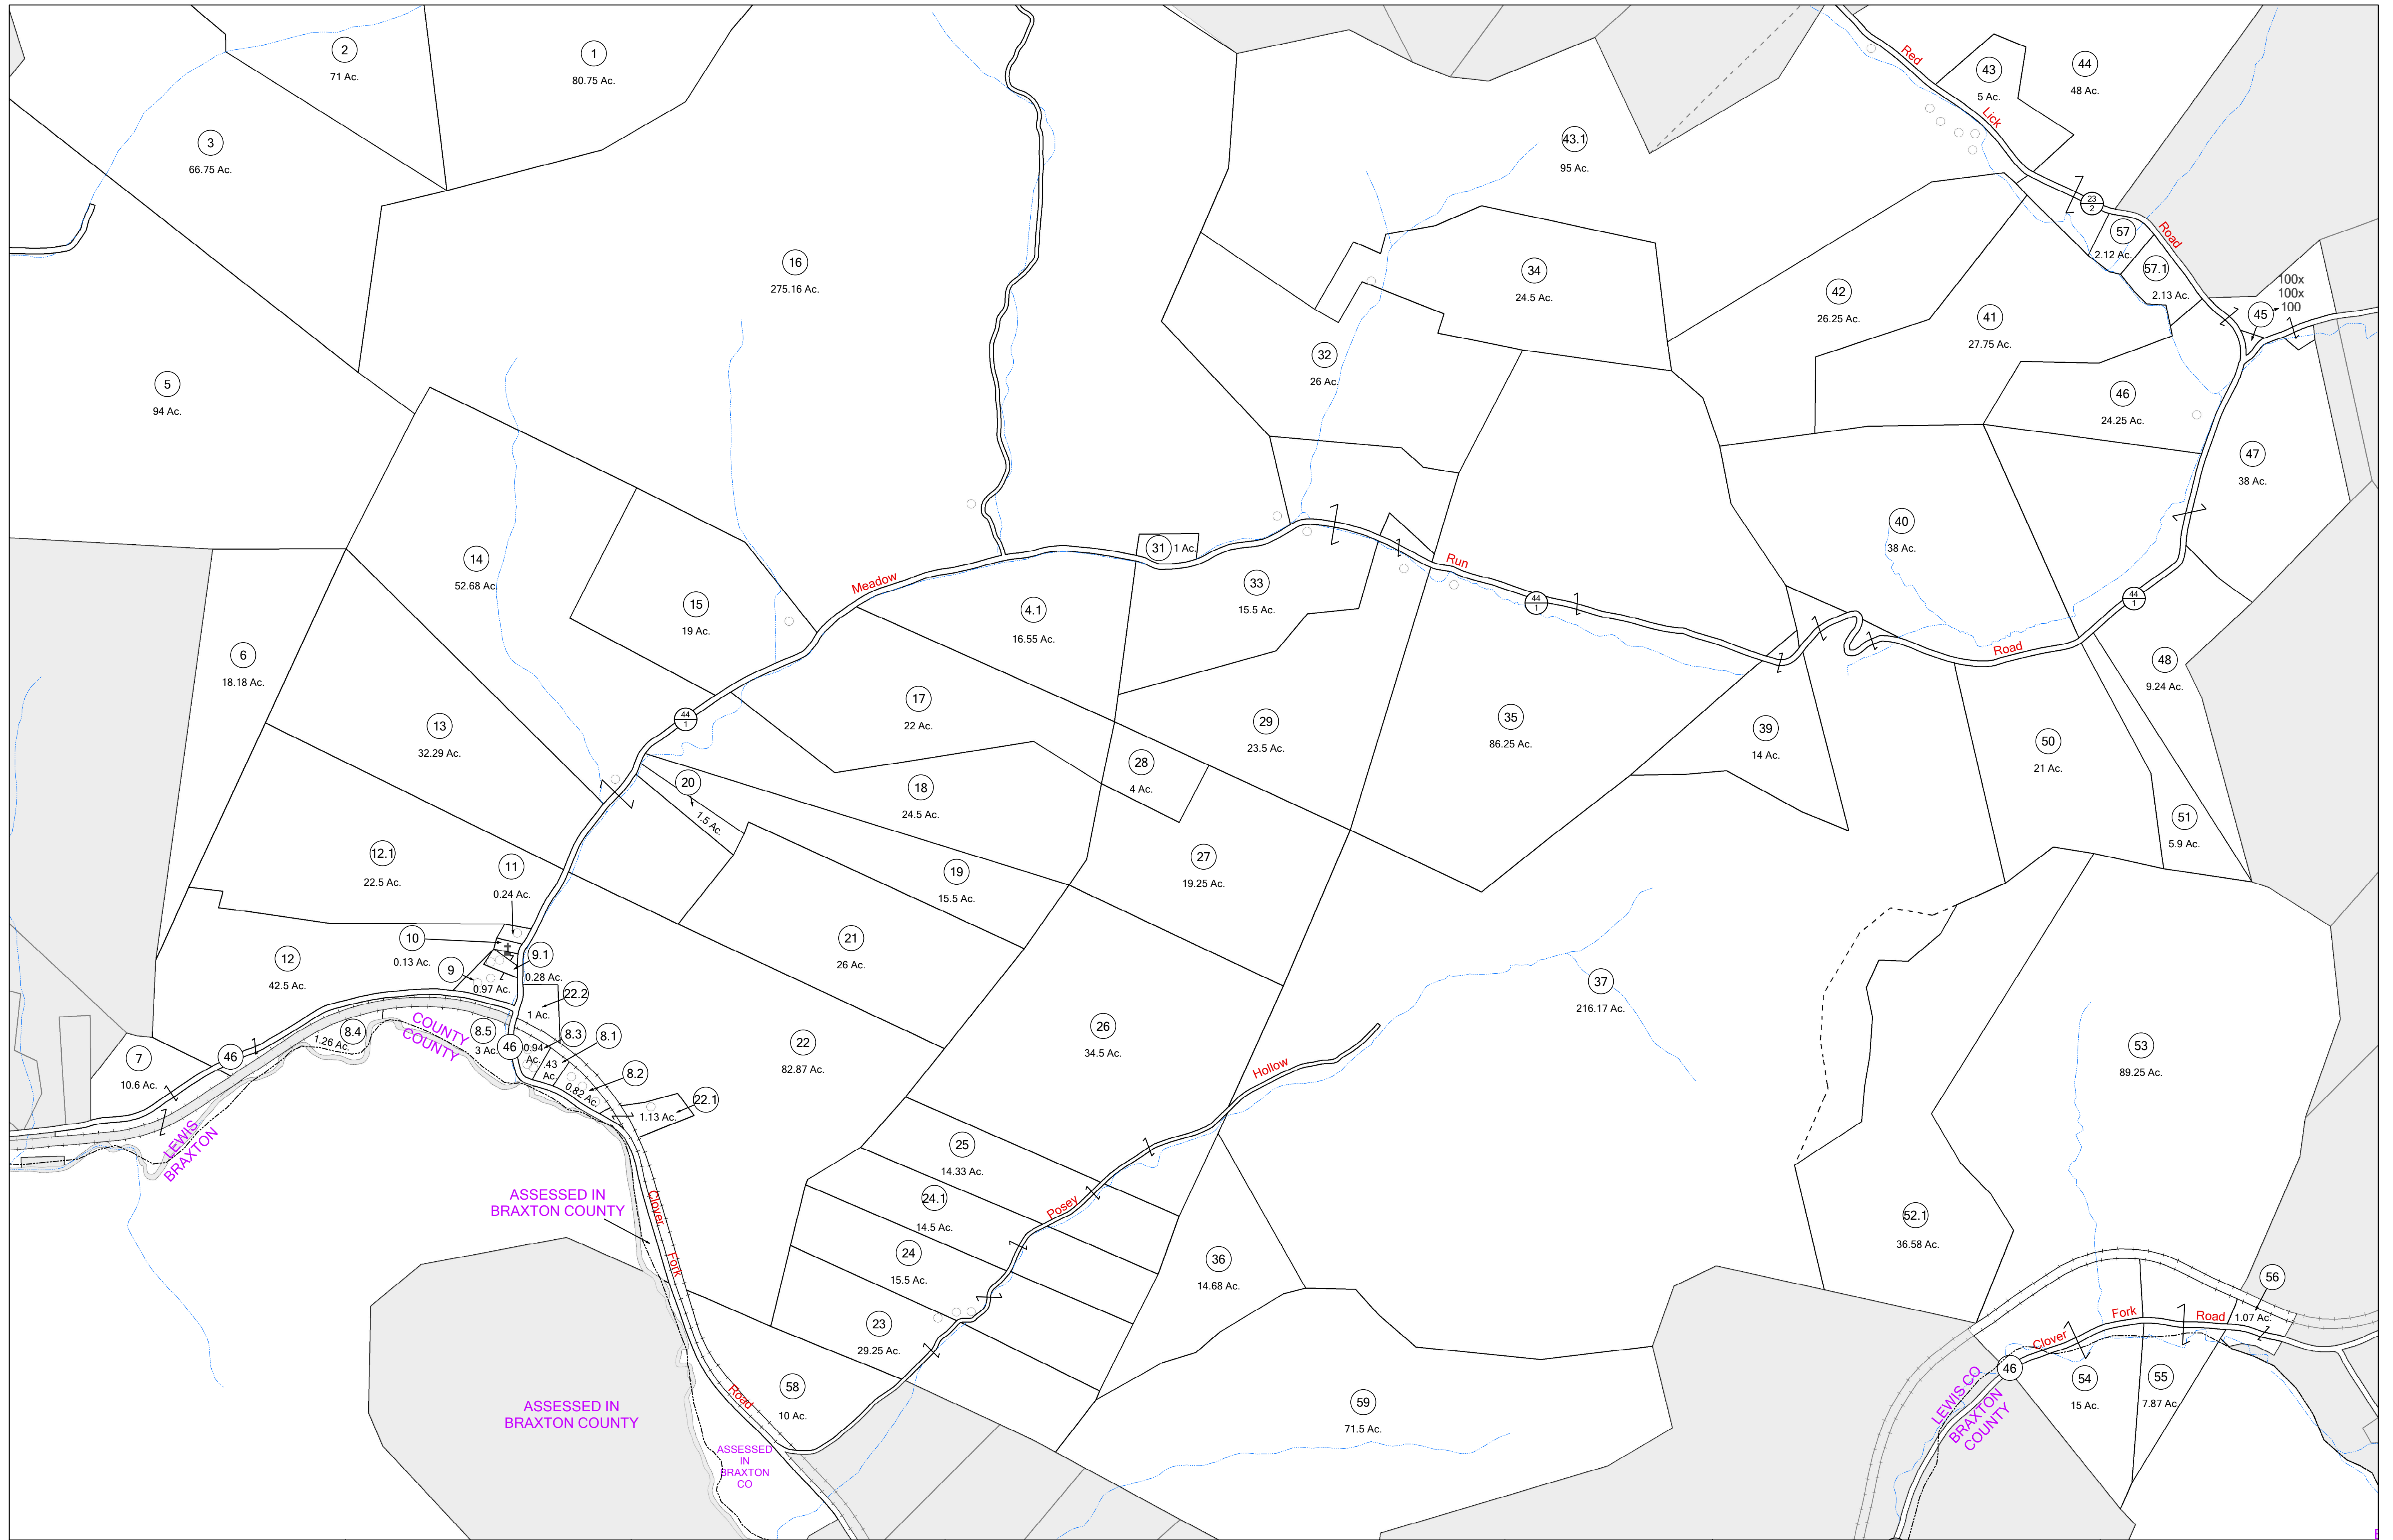 2
71 Ac.
1
80.75 Ac.
3
66.75 Ac.
16
275.16 Ac.
5
94 Ac.
43.1
95 Ac.
Red
Lick
Road
43
5 Ac.
44
48 Ac.
23
2
57
2.12 Ac.
57.1
2.13 Ac.
100x
100x
100
45
34
24.5 Ac.
32
26 Ac.
42
26.25 Ac.
41
27.75 Ac.
46
24.25 Ac.
47
38 Ac.
40
38 Ac.
14
52.68 Ac.
15
19 Ac.
Meadow
Run
Road
31
1 Ac.
33
15.5 Ac.
4.1
16.55 Ac.
44
1
44
1
44
1
6
18.18 Ac.
13
32.29 Ac.
17
22 Ac.
29
23.5 Ac.
35
86.25 Ac.
39
14 Ac.
50
21 Ac.
48
9.24 Ac.
51
5.9 Ac.
28
4 Ac.
18
24.5 Ac.
20
1.5 Ac.
19
15.5 Ac.
27
19.25 Ac.
12.1
22.5 Ac.
11
0.24 Ac.
10
0.13 Ac.
9
0.97 Ac.
9.1
0.28 Ac.
12
42.5 Ac.
21
26 Ac.
22.2
1 Ac.
22
82.87 Ac.
26
34.5 Ac.
37
216.17 Ac.
53
89.25 Ac.
7
10.6 Ac.
46
8.4
1.26 Ac.
COUNTY
COUNTY
8.5
3 Ac.
46
8.3
0.94
Ac.
8.1
.43
Ac.
8.2
0.82 Ac.
22.1
1.13 Ac.
LEWIS
BRAXTON
Posey
Hollow
25
14.33 Ac.
24.1
14.5 Ac.
24
15.5 Ac.
23
29.25 Ac.
36
14.68 Ac.
52.1
36.58 Ac.
ASSESSED IN
BRAXTON COUNTY
Clover
Fork
Road
58
10 Ac.
59
71.5 Ac.
ASSESSED IN
BRAXTON COUNTY
ASSESSED
IN
BRAXTON
CO
56
1.07 Ac.
Clover
Fork
Road
46
54
15 Ac.
55
7.87 Ac.
LEWIS CO
BRAXTON
COUNTY